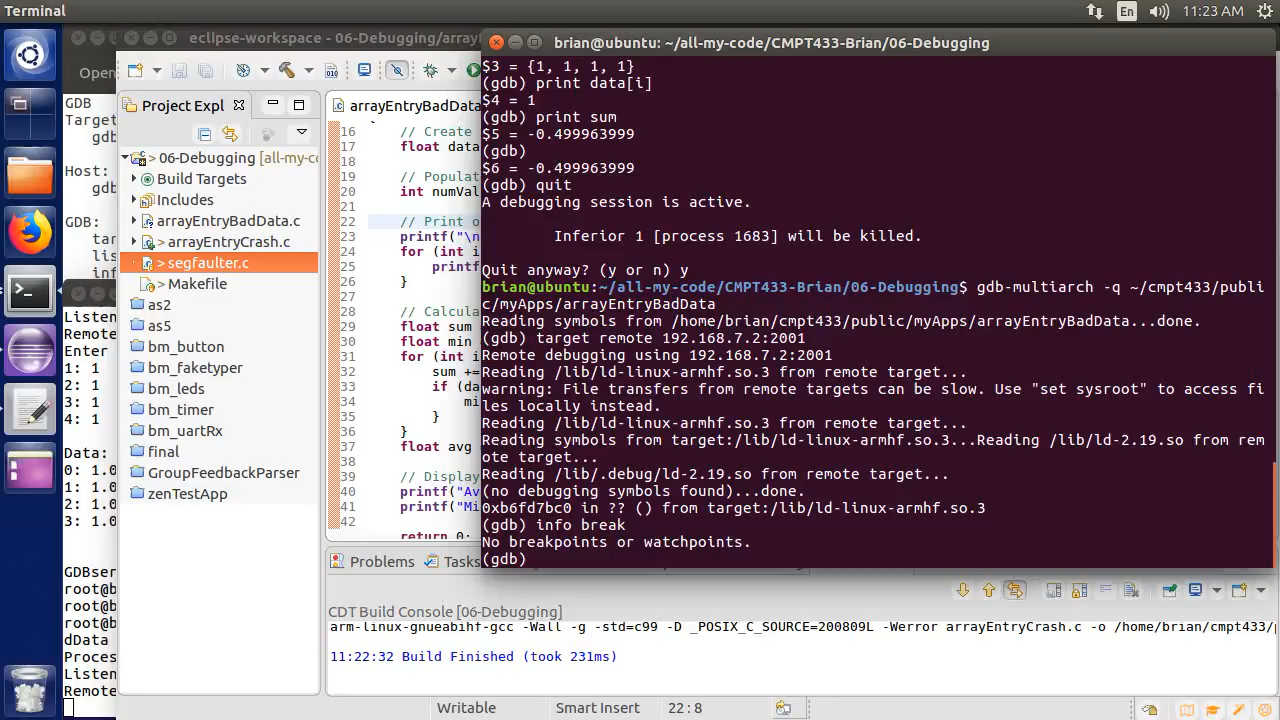 Terminal
En
11:23 AM
eclipse-workspace - 06-Debugging/array
brian@ubuntu: ~/all-my-code/CMPT433-Brian/06-Debugging
Open
GDB
Target
gdb
Host:
gdb
GDB:
tar
lis
inf
Listen
Remote
Enter
1: 1
2: 1
3: 1
4: 1
Data:
0: 1.0
1: 1.0
2: 1.0
3: 1.0
GDBser
root@b
root@b
root@b
dData
Proces
Listen
Remote
Project Expl
> 06-Debugging [all-my-co
Build Targets
Includes
arrayEntryBadData.c
> arrayEntryCrash.c
> segfaulter.c
> Makefile
as2
as5
bm_button
bm_faketyper
bm_leds
bm_timer
bm_uartRx
final
GroupFeedbackParser
zenTestApp
arrayEntryBadData
16 // Create
17 float data
18
19 // Populat
20 int numVal
21
22 // Print o
23 printf("\n
24 for (int i
25 printf
26 }
27
28 // Calcula
29 float sum
30 float min
31 for (int i
32 sum +=
33 if (da
34 mi
35 }
36 }
37 float avg
38
39 // Display
40 printf("Av
41 printf("Mi
42
return 0;
$3 = {1, 1, 1, 1}
(gdb) print data[i]
$4 = 1
(gdb) print sum
$5 = -0.499963999
(gdb)
$6 = -0.499963999
(gdb) quit
A debugging session is active.
Inferior 1 [process 1683] will be killed.
Quit anyway? (y or n) y
brian@ubuntu:~/all-my-code/CMPT433-Brian/06-Debugging$ gdb-multiarch -q ~/cmpt433/publi
c/myApps/arrayEntryBadData
Reading symbols from /home/brian/cmpt433/public/myApps/arrayEntryBadData...done.
(gdb) target remote 192.168.7.2:2001
Remote debugging using 192.168.7.2:2001
Reading /lib/ld-linux-armhf.so.3 from remote target...
warning: File transfers from remote targets can be slow. Use "set sysroot" to access fi
les locally instead.
Reading /lib/ld-linux-armhf.so.3 from remote target...
Reading symbols from target:/lib/ld-linux-armhf.so.3...Reading /lib/ld-2.19.so from rem
ote target...
Reading /lib/.debug/ld-2.19.so from remote target...
(no debugging symbols found)...done.
0xb6fd7bc0 in ?? () from target:/lib/ld-linux-armhf.so.3
(gdb) info break
No breakpoints or watchpoints.
(gdb)
Problems
Tasks
CDT Build Console [06-Debugging]
arm-linux-gnueabihf-gcc -Wall -g -std=c99 -D _POSIX_C_SOURCE=200809L -Werror arrayEntryCrash.c -o /home/brian/cmpt433/p
11:22:32 Build Finished (took 231ms)
Writable
Smart Insert
22 : 8